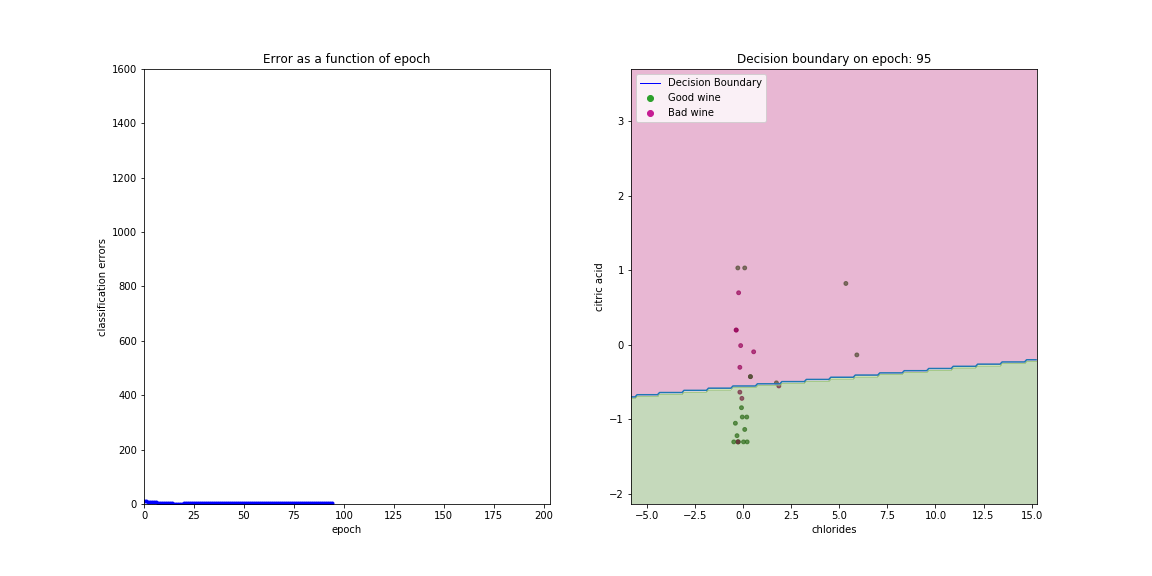 Error as a function of epoch
1600
1400
1200
1000
800
600
400
200
0
classification errors
0 25 50 75 100 125 150 175 200
epoch
Decision boundary on epoch: 95
Decision Boundary
Good wine
Bad wine
3
2
1
0
−1
−2
citric acid
−5.0 −2.5 0.0 2.5 5.0 7.5 10.0 12.5 15.0
chlorides